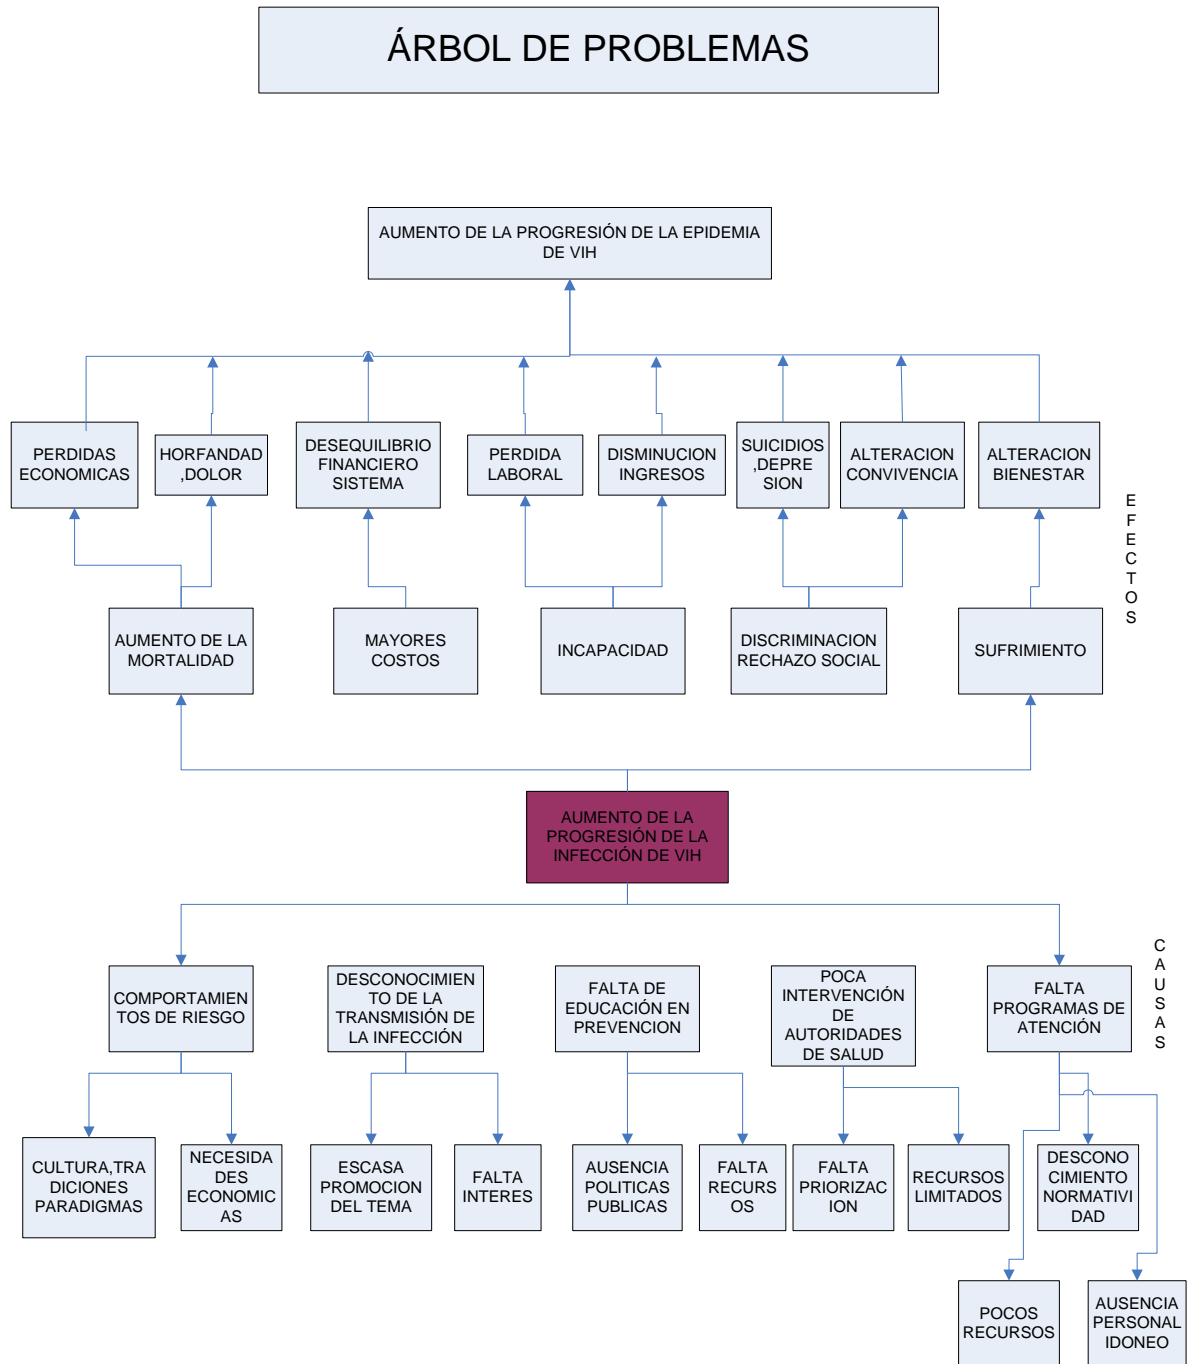 ÁRBOL DE PROBLEMAS
AUMENTO DE LA PROGRESIÓN DE LA EPIDEMIA
DE VIH
PERDIDAS
ECONOMICAS
HORFANDAD
,DOLOR
DESEQUILIBRIO
FINANCIERO
SISTEMA
PERDIDA
LABORAL
DISMINUCION
INGRESOS
SUICIDIOS
,DEPRE
SION
ALTERACION
CONVIVENCIA
ALTERACION
BIENESTAR
E
F
E
C
T
O
S
AUMENTO DE LA
MORTALIDAD
MAYORES
COSTOS
INCAPACIDAD
DISCRIMINACION
RECHAZO SOCIAL
SUFRIMIENTO
AUMENTO DE LA
PROGRESIÓN DE LA
INFECCIÓN DE VIH
COMPORTAMIEN
TOS DE RIESGO
DESCONOCIMIEN
TO DE LA
TRANSMISIÓN DE
LA INFECCIÓN
FALTA DE
EDUCACIÓN EN
PREVENCION
POCA
INTERVENCIÓN
DE
AUTORIDADES
DE SALUD
FALTA
PROGRAMAS DE
ATENCIÓN
C
A
U
S
A
S
CULTURA,TRA
DICIONES
PARADIGMAS
NECESIDA
DES
ECONOMIC
AS
ESCASA
PROMOCION
DEL TEMA
FALTA
INTERES
AUSENCIA
POLITICAS
PUBLICAS
FALTA
RECURS
OS
FALTA
PRIORIZAC
ION
RECURSOS
LIMITADOS
DESCONO
CIMIENTO
NORMATIVI
DAD
POCOS
RECURSOS
AUSENCIA
PERSONAL
IDONEO